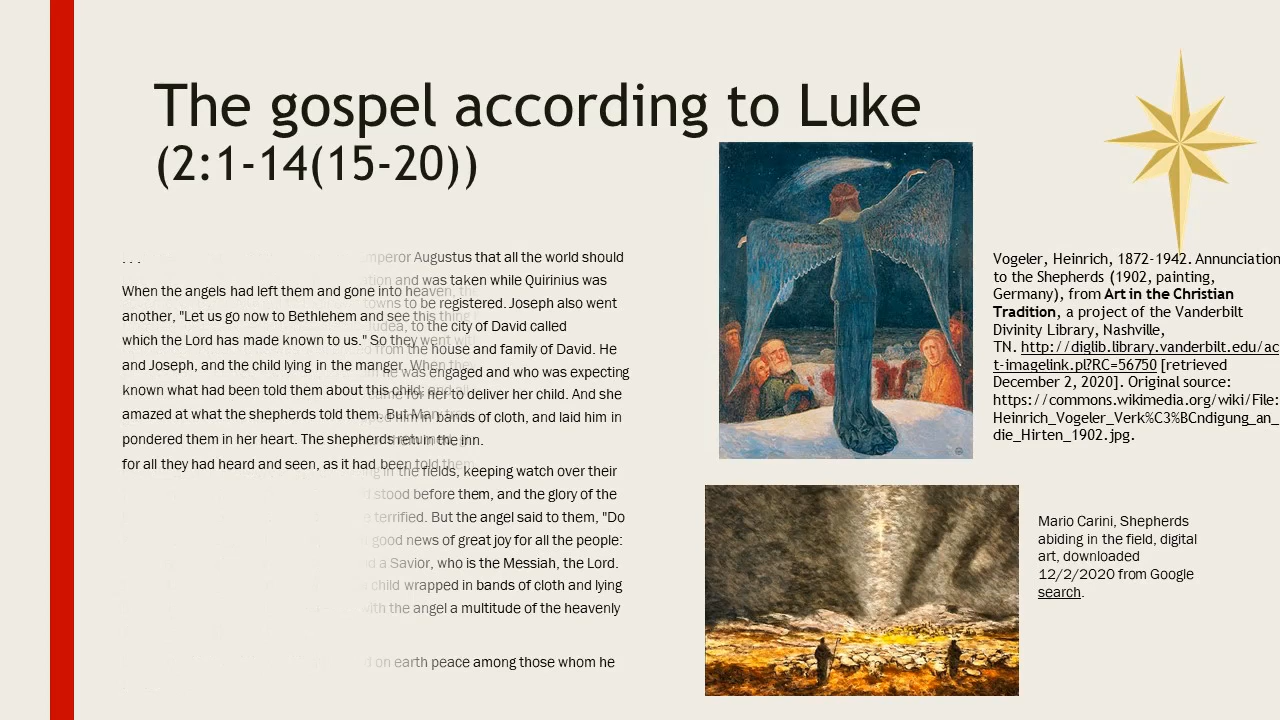 The gospel according to Luke
(2:1-14(15-20))
. . .
When the angels had left them and gone into heaven, the
another, "Let us go now to Bethlehem and see this thing
which the Lord has made known to us." So they went
and Joseph, and the child lying in the manger. When
known what had been told them about this child; and
amazed at what the shepherds told them. But Mary
pondered them in her heart. The shepherds
for all they had heard and seen, as it had been told them
Emperor Augustus that all the world should
and was taken while Quirinius was
towns to be registered. Joseph also went
Judea, to the city of David called
from the house and family of David. He
he was engaged and who was expecting
for her to deliver her child. And she
him in bands of cloth, and laid him in
them in the inn.
in the fields, keeping watch over their
stood before them, and the glory of the
terrified. But the angel said to them, "Do
good news of great joy for all the people:
a Savior, who is the Messiah, the Lord.
child wrapped in bands of cloth and lying
with the angel a multitude of the heavenly
on earth peace among those whom he
Vogeler, Heinrich, 1872-1942. Annunciation
to the Shepherds (1902, painting,
Germany), from Art in the Christian
Tradition, a project of the Vanderbilt
Divinity Library, Nashville,
TN. http://diglib.library.vanderbilt.edu/ac
t-imagelink.pl?RC=56750 [retrieved
December 2, 2020]. Original source:
https://commons.wikimedia.org/wiki/File:
Heinrich_Vogeler_Verk%C3%BCndigung_an_
die_Hirten_1902.jpg.
Mario Carini, Shepherds
abiding in the field, digital
art, downloaded
12/2/2020 from Google
search.